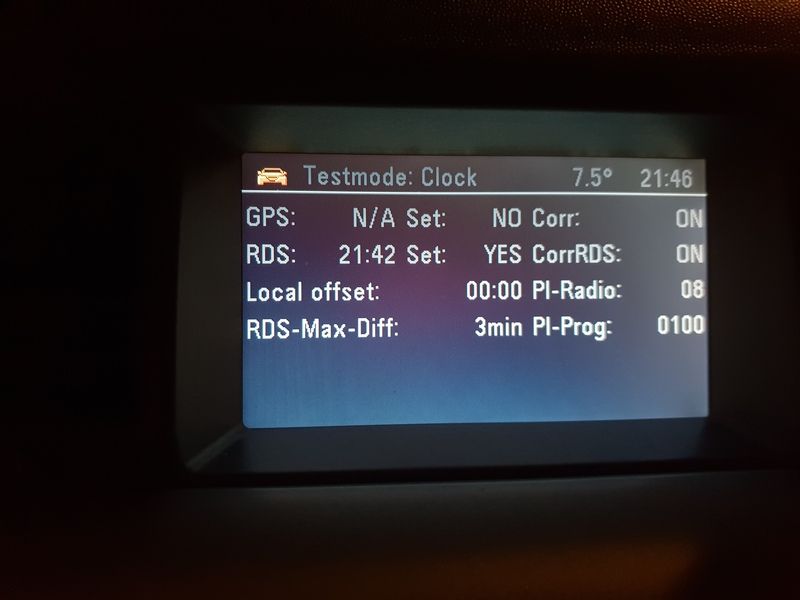 Testmode: Clock 7.5° 21:46
GPS: N/A Set: NO Corr: ON
RDS: 21:42 Set: YES CorrRDS: ON
Local offset: 00:00 PI-Radio: 08
RDS-Max-Diff: 3min PI-Prog: 0100